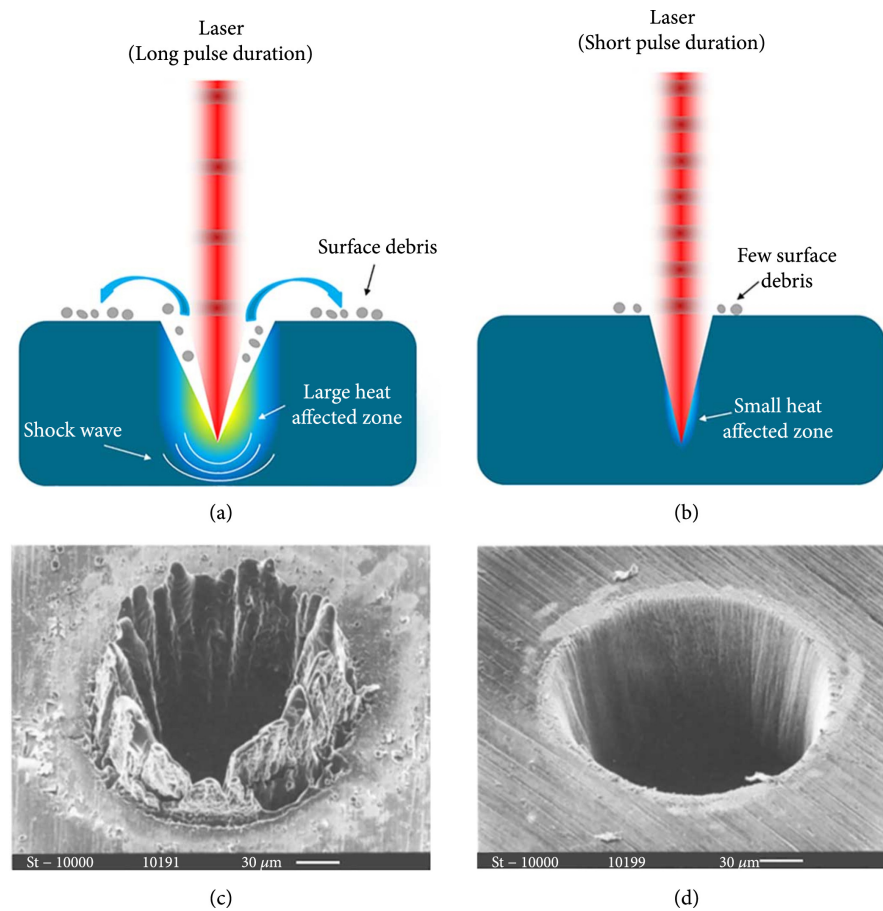 Laser
(Long pulse duration)
Laser
(Short pulse duration)
Surface debris
Few surface
debris
Large heat
affected zone
Shock wave
Small heat
affected zone
(a)
(b)
St – 10000 10191 30 μm
St – 10000 10199 30 μm
(c)
(d)